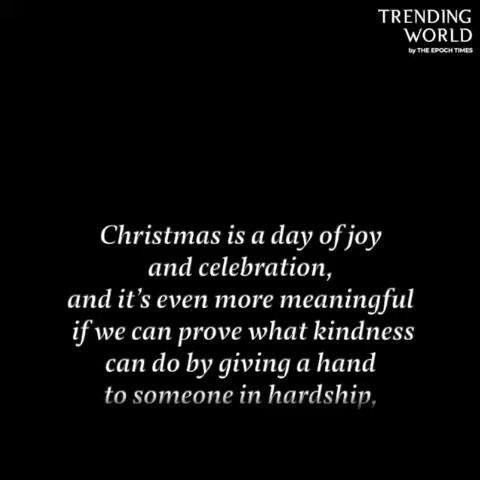 TRENDING
WORLD
by THE EPOCH TIMES
Christmas is a day of joy
and celebration,
and it's even more meaningful
if we can prove what kindness
can do by giving a hand
to someone in hardship,